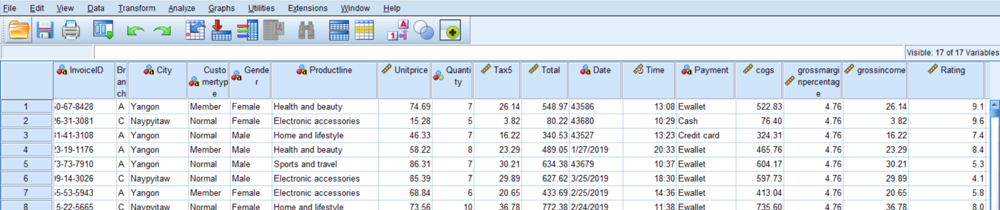 File Edit View Data Transform Analyze Graphs Utilities Extensions Window Help
Visible: 17 of 17 Variables
InvoiceID Branch City Customertype Gender Productline Unitprice Quantity Tax5 Total Date Time Payment cogs grossmarginpercentage grossincome Rating
1 0-67-8428 A Yangon Member Female Health and beauty 74.69 7 26.14 548.97 43586 13:08 Ewallet 522.83 4.76 26.14 9.1
2 6-31-3081 C Naypyitaw Normal Female Electronic accessories 15.28 5 3.82 80.22 43680 10:29 Cash 76.40 4.76 3.82 9.6
3 1-41-3108 A Yangon Normal Male Home and lifestyle 46.33 7 16.22 340.53 43527 13:23 Credit card 324.31 4.76 16.22 7.4
4 3-19-1176 A Yangon Member Male Health and beauty 58.22 8 23.29 489.05 1/27/2019 20:33 Ewallet 465.76 4.76 23.29 8.4
5 3-73-7910 A Yangon Normal Male Sports and travel 86.31 7 30.21 634.38 43679 10:37 Ewallet 604.17 4.76 30.21 5.3
6 9-14-3026 C Naypyitaw Normal Male Electronic accessories 85.39 7 29.89 627.62 3/25/2019 18:30 Ewallet 597.73 4.76 29.89 4.1
7 5-53-5943 A Yangon Member Female Electronic accessories 68.84 6 20.65 433.69 2/25/2019 14:36 Ewallet 413.04 4.76 20.65 5.8
8 5-22-5665 C Naypyitaw Normal Female Home and lifestyle 73.56 10 36.78 772.38 2/24/2019 11:38 Ewallet 735.60 4.76 36.78 8.0